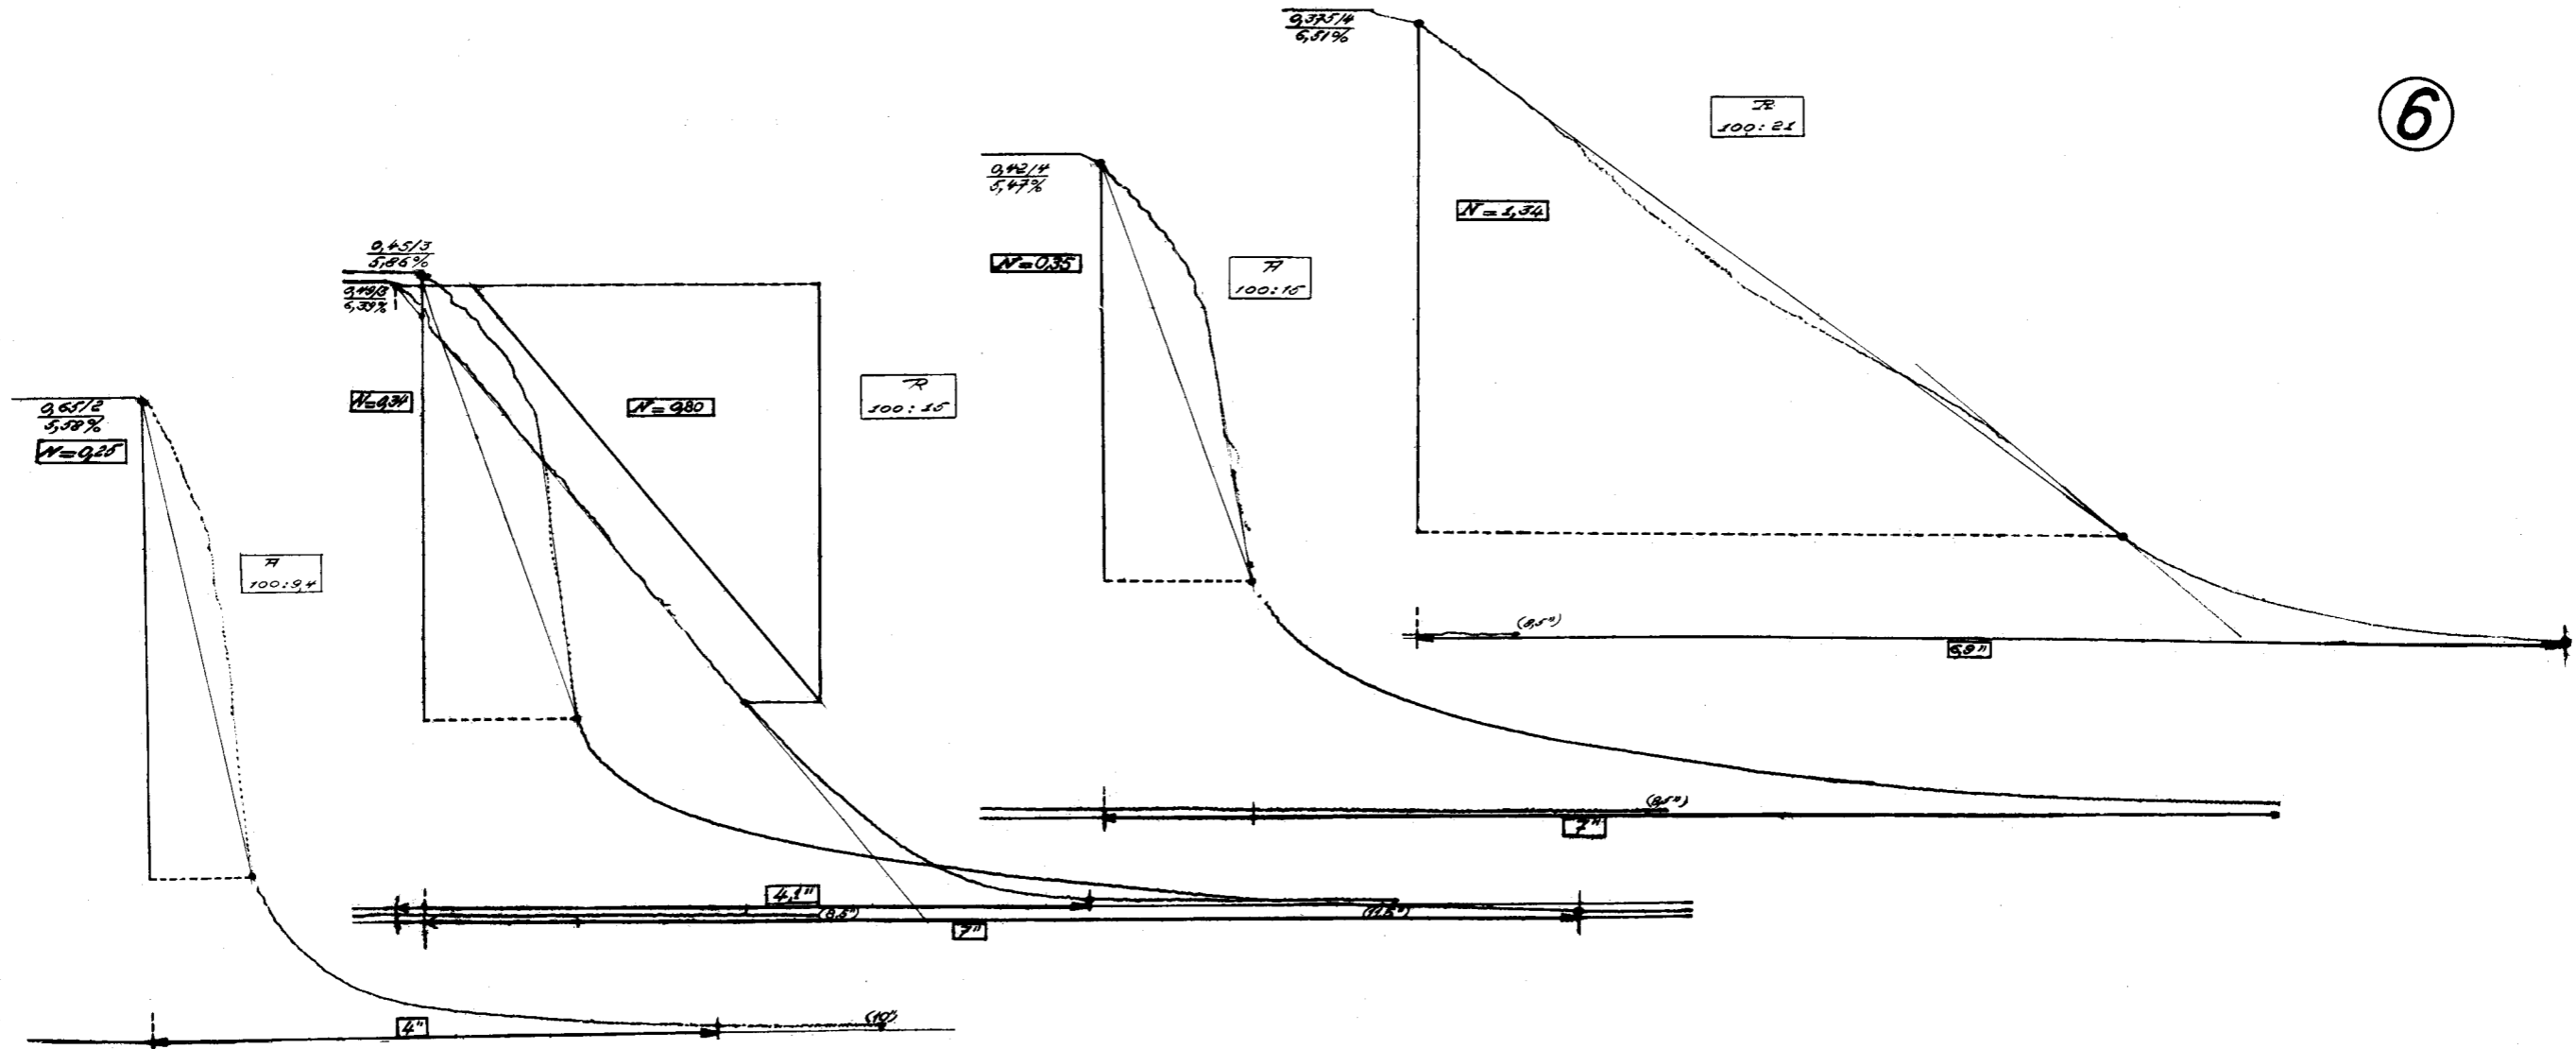 6
0,375/4
6,51%
R
100:21
N=1,34
(8,5")
6,9"
0,42/4
5,47%
N=0,35
A
100:15
(8,5")
7"
0,45/3
5,86%
0,49/3
6,39%
N=0,34
N=0,80
R
100:15
4,1"
(8,5")
(11,5")
7"
0,65/2
5,58%
N=0,25
A
100:9,4
4"
(10")